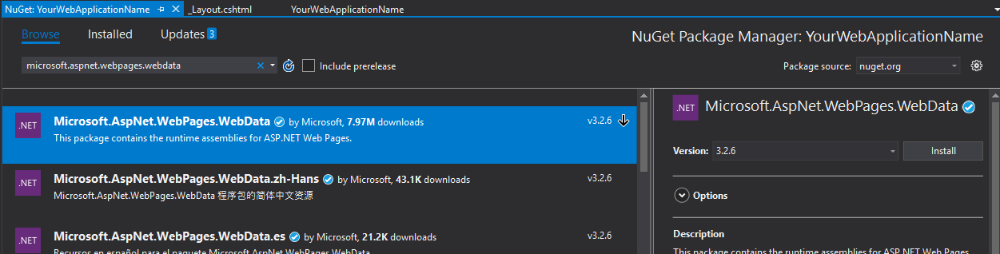 NuGet: YourWebApplicationName
_Layout.cshtml
YourWebApplicationName
Browse
Installed
Updates 3
NuGet Package Manager: YourWebApplicationName
microsoft.aspnet.webpages.webdata
Include prerelease
Package source: nuget.org
.NET
Microsoft.AspNet.WebPages.WebData by Microsoft, 7.97M downloads
v3.2.6
This package contains the runtime assemblies for ASP.NET Web Pages.
.NET
Microsoft.AspNet.WebPages.WebData.zh-Hans by Microsoft, 43.1K downloads
v3.2.6
Microsoft.AspNet.WebPages.WebData 程序包的简体中文资源
.NET
Microsoft.AspNet.WebPages.WebData.es by Microsoft, 21.2K downloads
v3.2.6
Recursos en español para el paquete Microsoft.AspNet.WebPages.WebData
.NET
Microsoft.AspNet.WebPages.WebData
Version: 3.2.6
Install
Options
Description
This package contains the runtime assemblies for ASP.NET Web Pages.